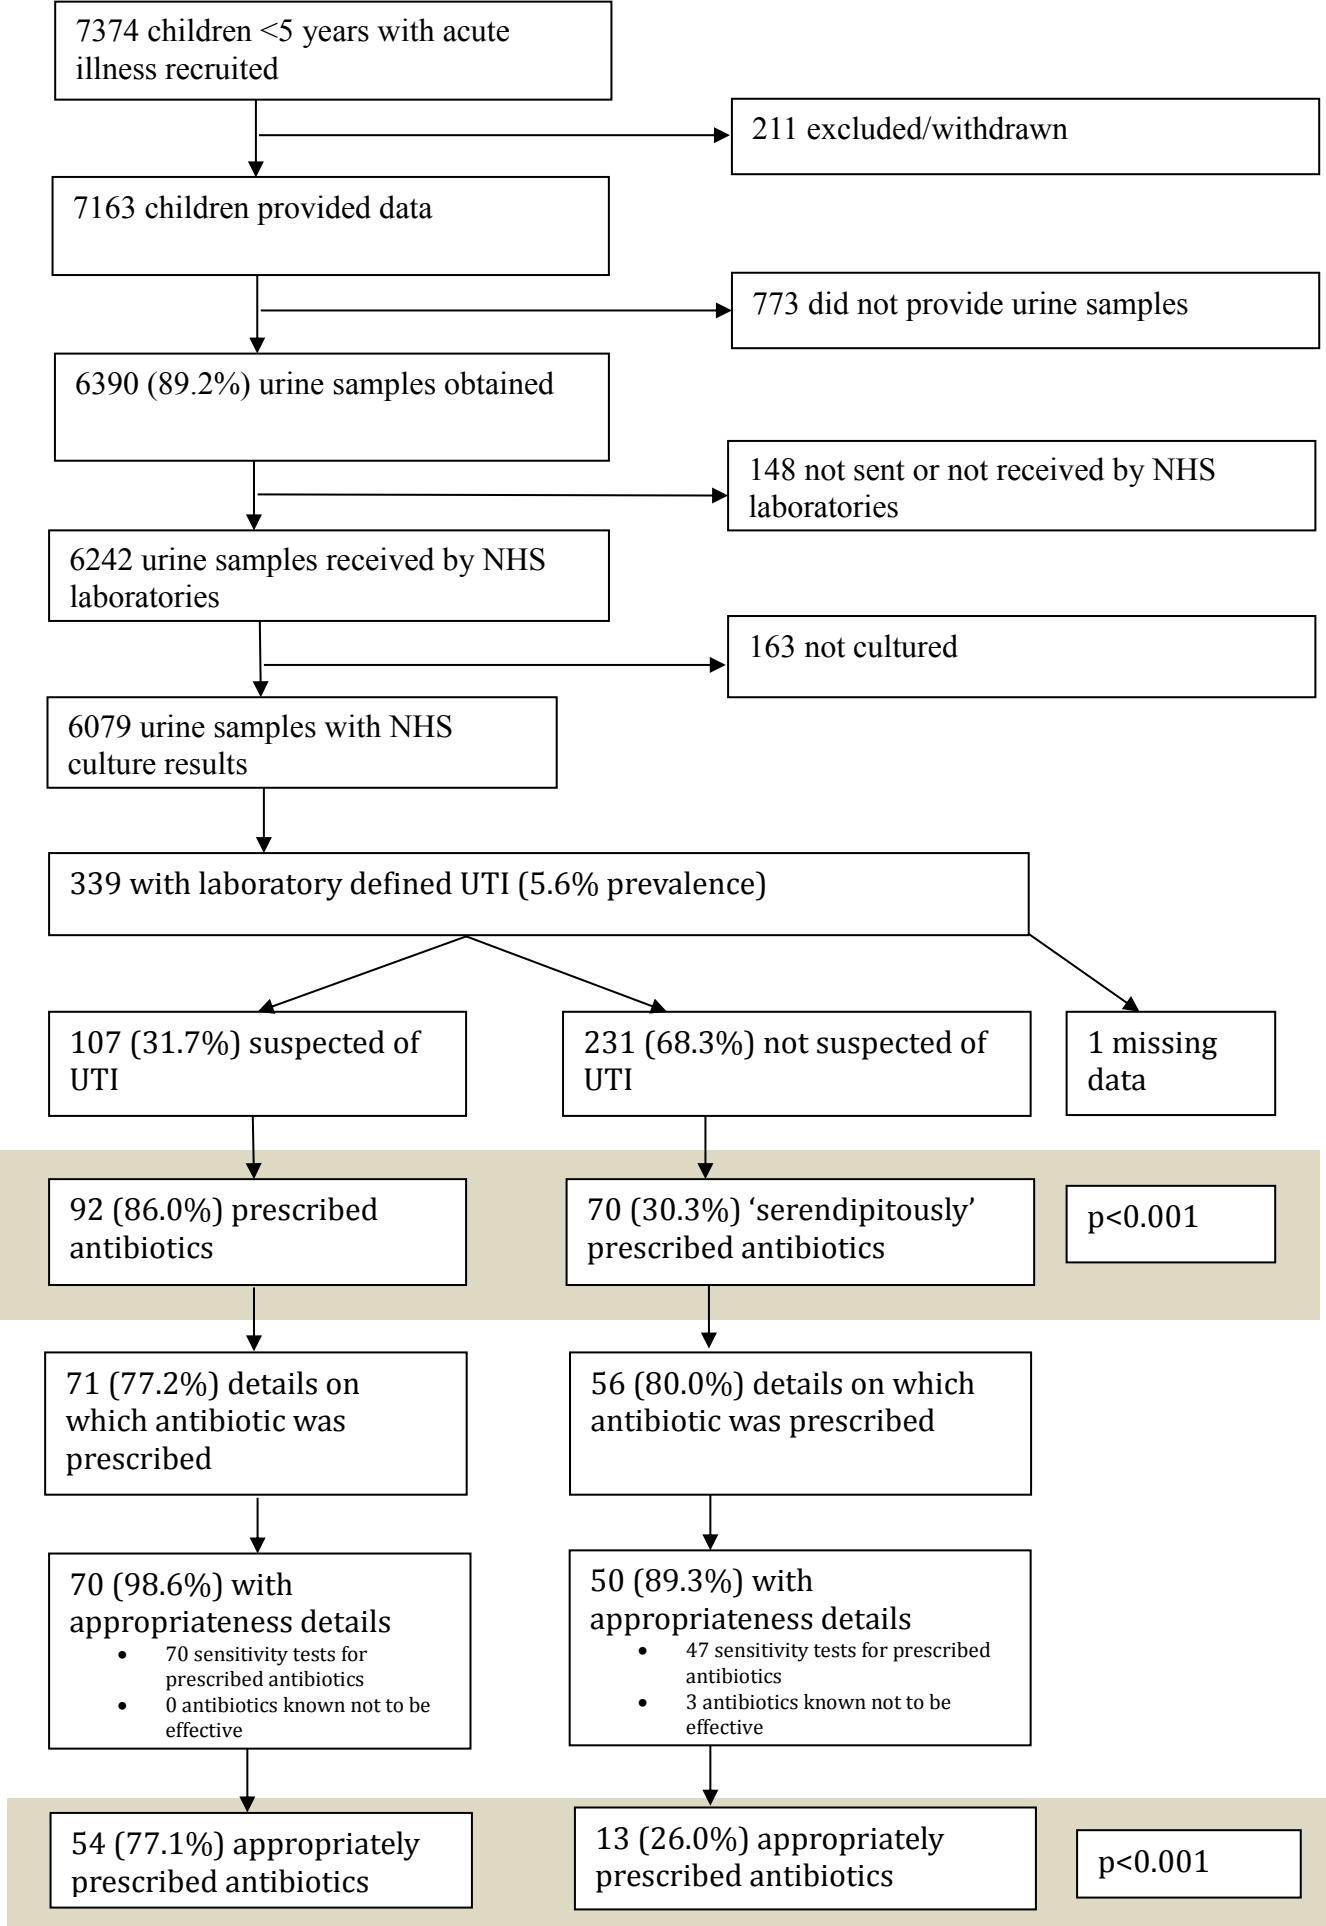 7374 children <5 years with acute
illness recruited
211 excluded/withdrawn
7163 children provided data
773 did not provide urine samples
6390 (89.2%) urine samples obtained
148 not sent or not received by NHS
laboratories
6242 urine samples received by NHS
laboratories
163 not cultured
6079 urine samples with NHS
culture results
339 with laboratory defined UTI (5.6% prevalence)
107 (31.7%) suspected of
UTI
231 (68.3%) not suspected of
UTI
1 missing
data
92 (86.0%) prescribed
antibiotics
70 (30.3%) ‘serendipitously’
prescribed antibiotics
p<0.001
71 (77.2%) details on
which antibiotic was
prescribed
56 (80.0%) details on which
antibiotic was prescribed
70 (98.6%) with
appropriateness details
• 70 sensitivity tests for
prescribed antibiotics
• 0 antibiotics known not to be
effective
50 (89.3%) with
appropriateness details
• 47 sensitivity tests for prescribed
antibiotics
• 3 antibiotics known not to be
effective
54 (77.1%) appropriately
prescribed antibiotics
13 (26.0%) appropriately
prescribed antibiotics
p<0.001